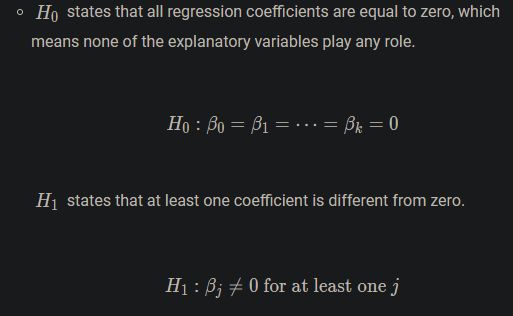 H₀ states that all regression coefficients are equal to zero, which
means none of the explanatory variables play any role.
H₀ : β₀ = β₁ = ⋯ = βₖ = 0
H₁ states that at least one coefficient is different from zero.
H₁ : βⱼ ≠ 0 for at least one j